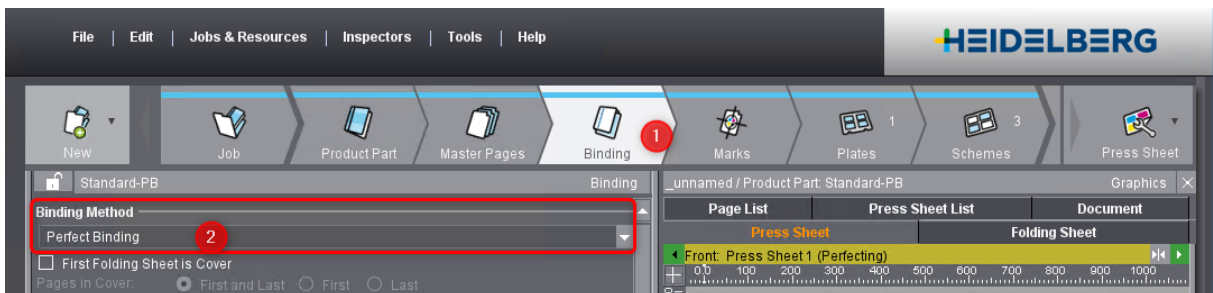 File | Edit | Jobs & Resources | Inspectors | Tools | Help
HEIDELBERG
New Job Product Part Master Pages Binding 1 Marks Plates 1 Schemes 3 Press Sheet
Standard-PB Binding
_unnamed / Product Part: Standard-PB Graphics
Binding Method
Perfect Binding 2
First Folding Sheet is Cover
Pages in Cover: First and Last First Last
Page List Press Sheet List Document
Press Sheet Folding Sheet
Front: Press Sheet 1 (Perfecting)
0,0 100 200 300 400 500 600 700 800 900 1000